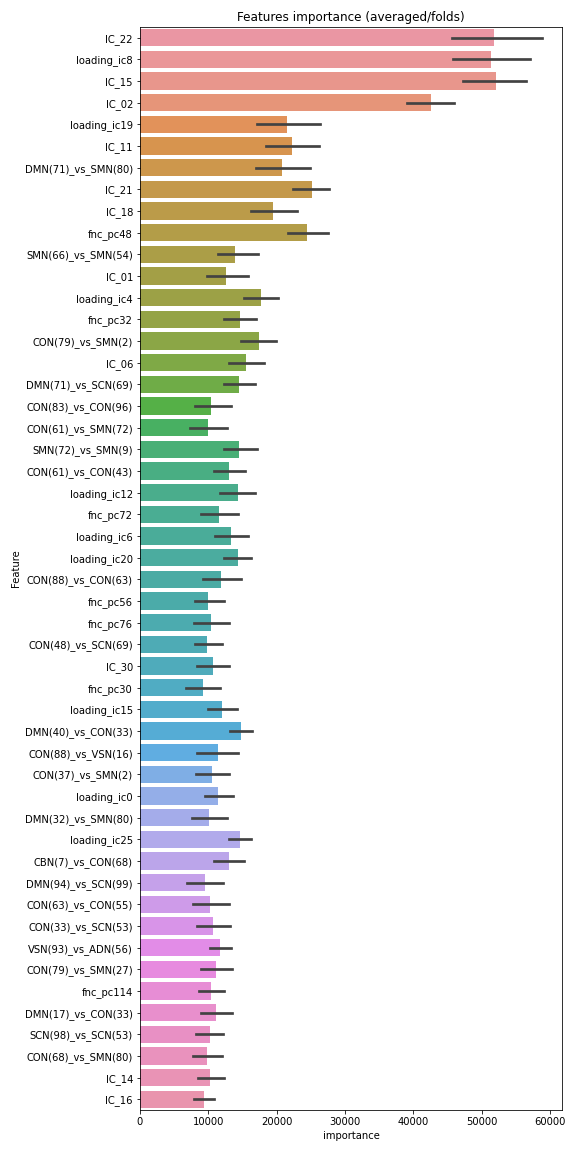 Features importance (averaged/folds)
IC_22
loading_ic8
IC_15
IC_02
loading_ic19
IC_11
DMN(71)_vs_SMN(80)
IC_21
IC_18
fnc_pc48
SMN(66)_vs_SMN(54)
IC_01
loading_ic4
fnc_pc32
CON(79)_vs_SMN(2)
IC_06
DMN(71)_vs_SCN(69)
CON(83)_vs_CON(96)
CON(61)_vs_SMN(72)
SMN(72)_vs_SMN(9)
CON(61)_vs_CON(43)
loading_ic12
fnc_pc72
loading_ic6
loading_ic20
Feature
CON(88)_vs_CON(63)
fnc_pc56
fnc_pc76
CON(48)_vs_SCN(69)
IC_30
fnc_pc30
loading_ic15
DMN(40)_vs_CON(33)
CON(88)_vs_VSN(16)
CON(37)_vs_SMN(2)
loading_ic0
DMN(32)_vs_SMN(80)
loading_ic25
CBN(7)_vs_CON(68)
DMN(94)_vs_SCN(99)
CON(63)_vs_CON(55)
CON(33)_vs_SCN(53)
VSN(93)_vs_ADN(56)
CON(79)_vs_SMN(27)
fnc_pc114
DMN(17)_vs_CON(33)
SCN(98)_vs_SCN(53)
CON(68)_vs_SMN(80)
IC_14
IC_16
0 10000 20000 30000 40000 50000 60000
importance